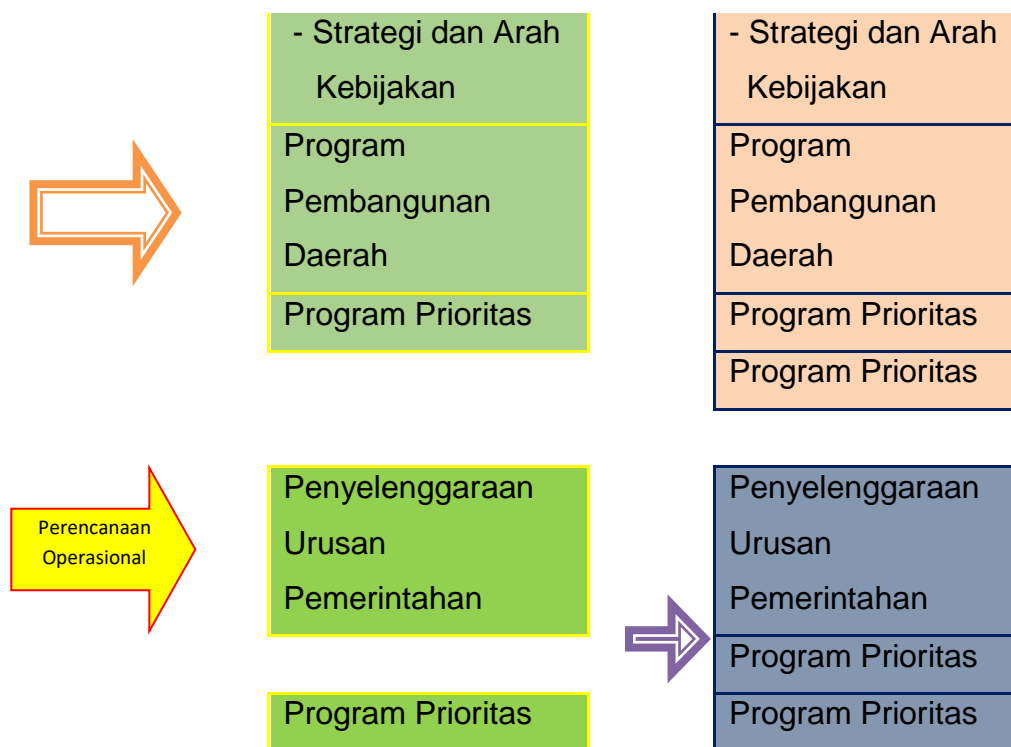 - Strategi dan Arah
Kebijakan
Program
Pembangunan
Daerah
Program Prioritas
- Strategi dan Arah
Kebijakan
Program
Pembangunan
Daerah
Program Prioritas
Program Prioritas
Perencanaan
Operasional
Penyelenggaraan
Urusan
Pemerintahan
Program Prioritas
Penyelenggaraan
Urusan
Pemerintahan
Program Prioritas
Program Prioritas